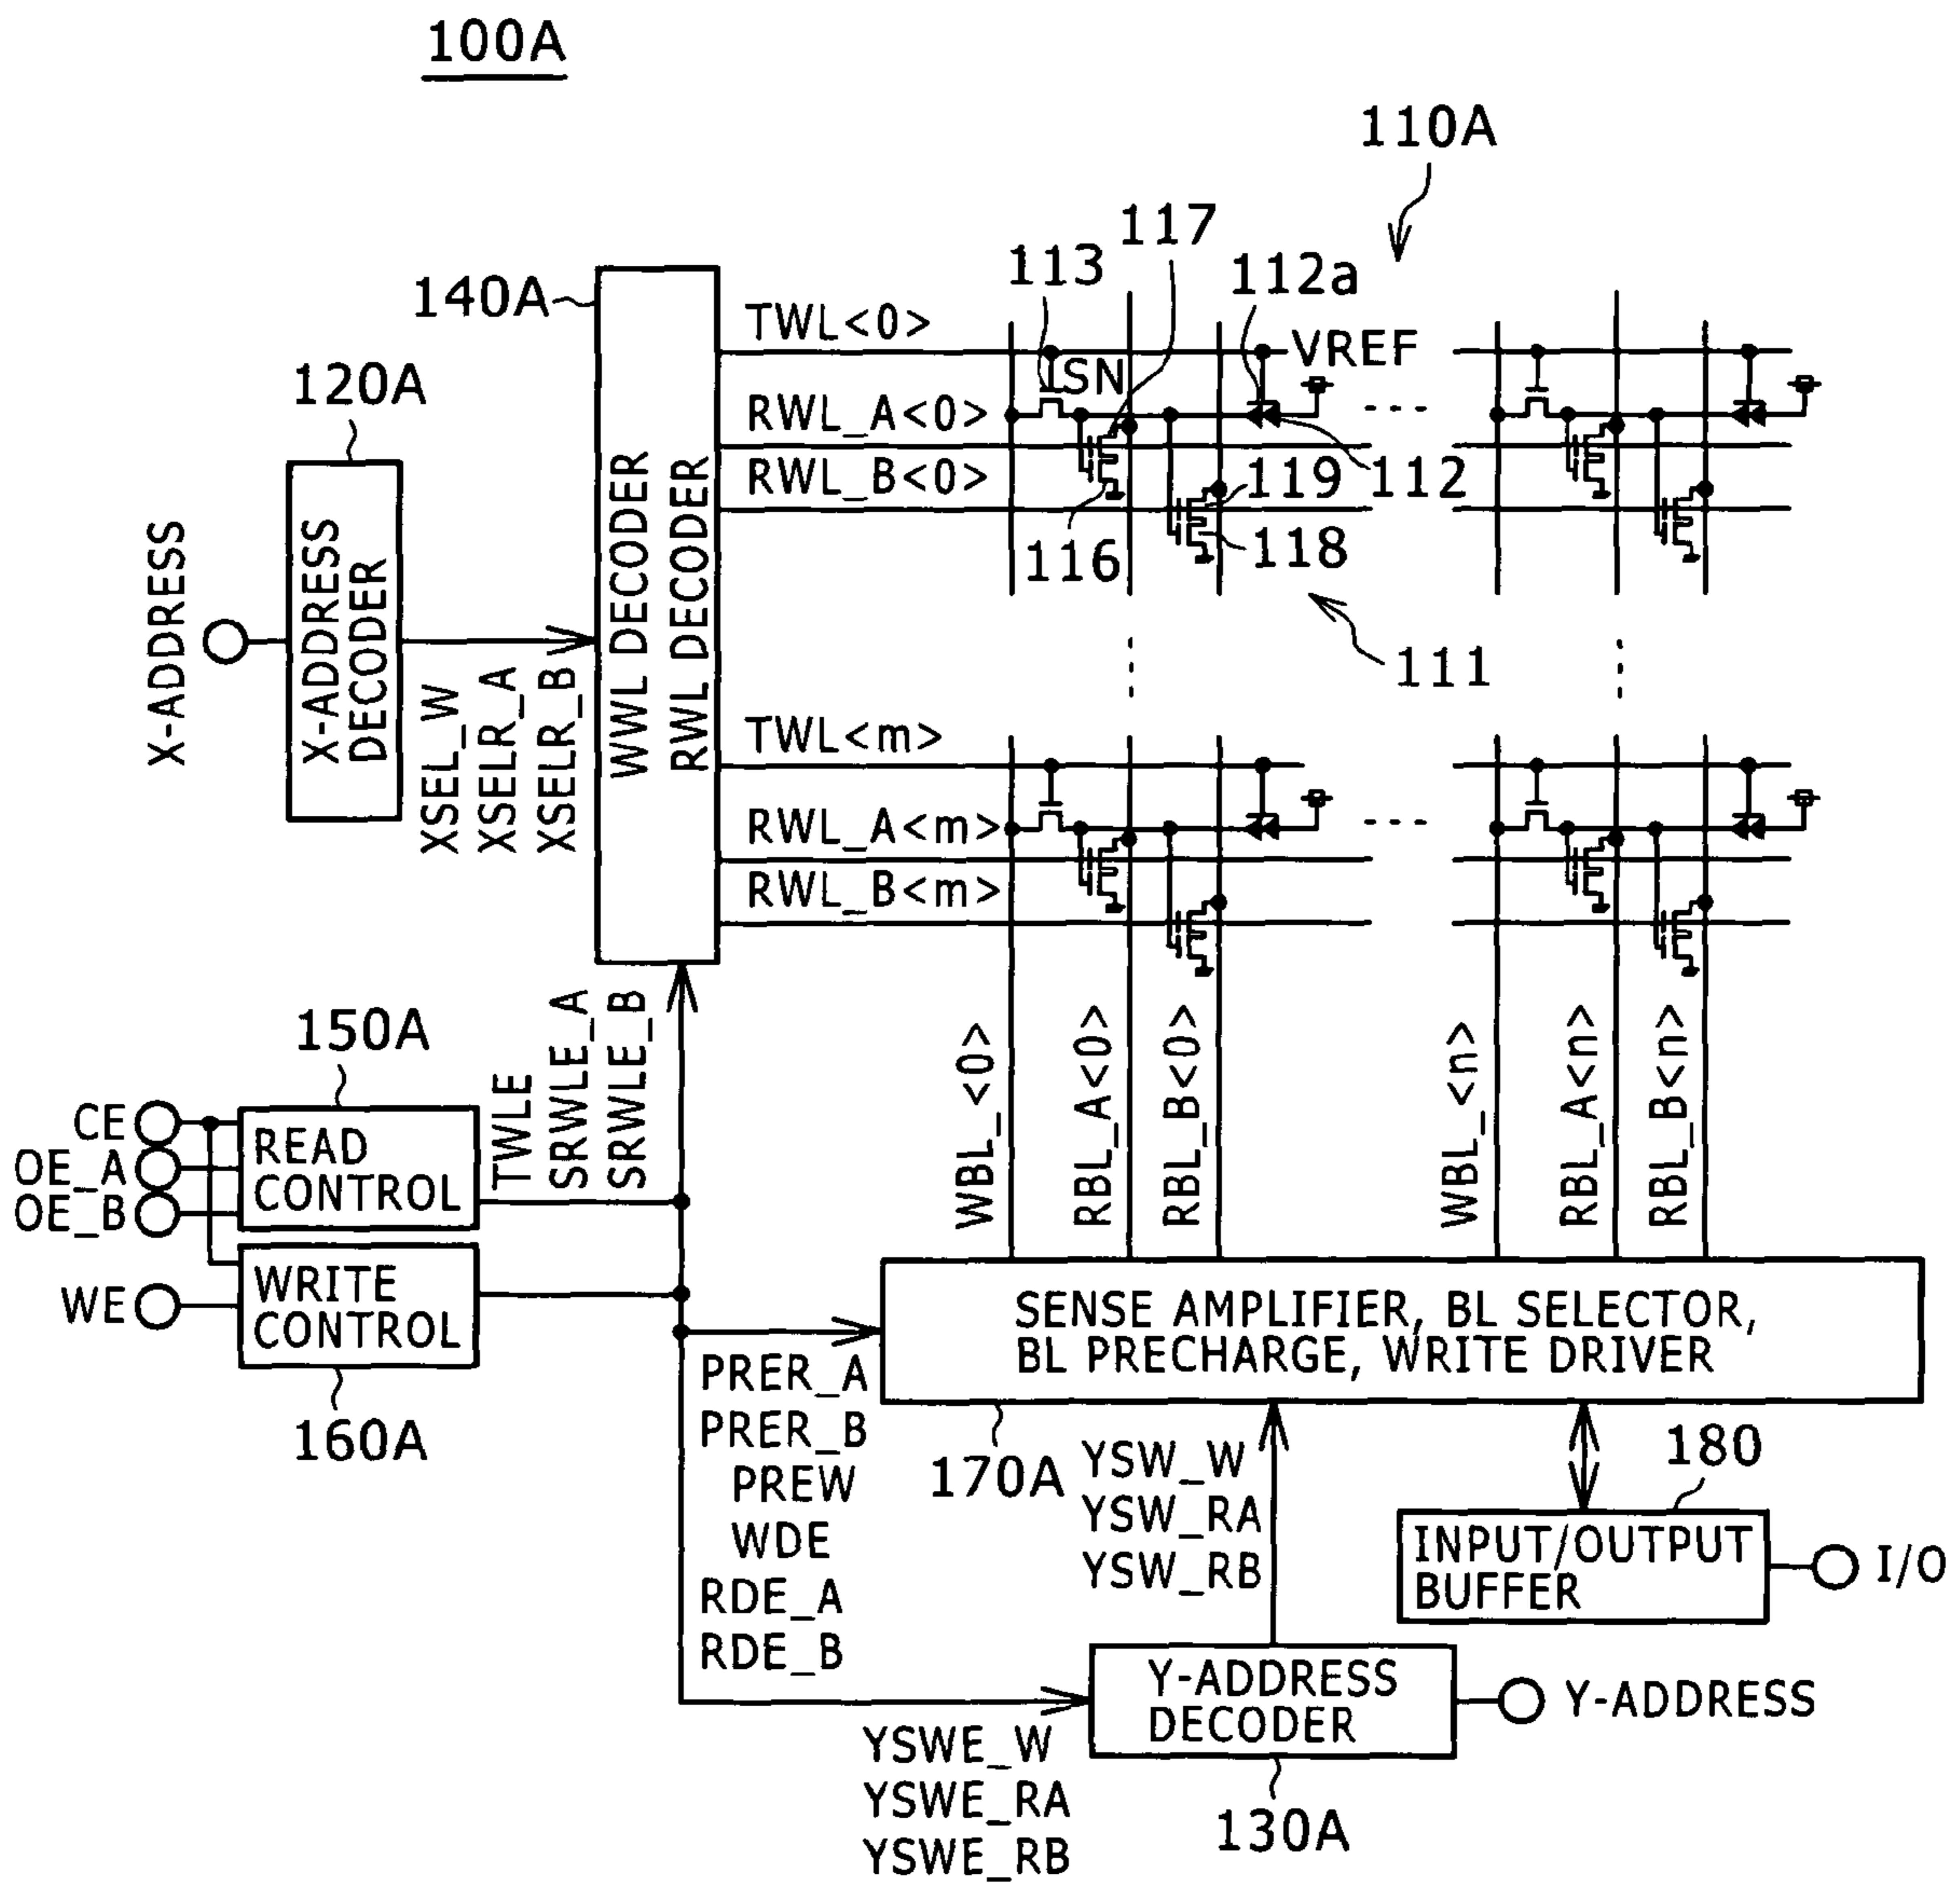 100A
110A
117
113
112a
140A
TWL<0>
VREF
SN
120A
RWL_A<0>
RWL_B<0>
119
112
116
118
X-ADDRESS
X-ADDRESS
DECODER
WWL DECODER
RWL DECODER
XSEL_W
XSELR_A
XSELR_B
111
TWL<m>
RWL_A<m>
RWL_B<m>
150A
TWLE
SRWLE_A
SRWLE_B
WBL_<0>
RBL_A<0>
RBL_B<0>
WBL_<n>
RBL_A<n>
RBL_B<n>
CE
OE_A
OE_B
READ
CONTROL
WE
WRITE
CONTROL
160A
SENSE AMPLIFIER, BL SELECTOR,
BL PRECHARGE, WRITE DRIVER
PRER_A
PRER_B
PREW
WDE
RDE_A
RDE_B
170A
YSW_W
YSW_RA
YSW_RB
180
INPUT/OUTPUT
BUFFER
I/O
Y-ADDRESS
DECODER
Y-ADDRESS
YSWE_W
YSWE_RA
YSWE_RB
130A